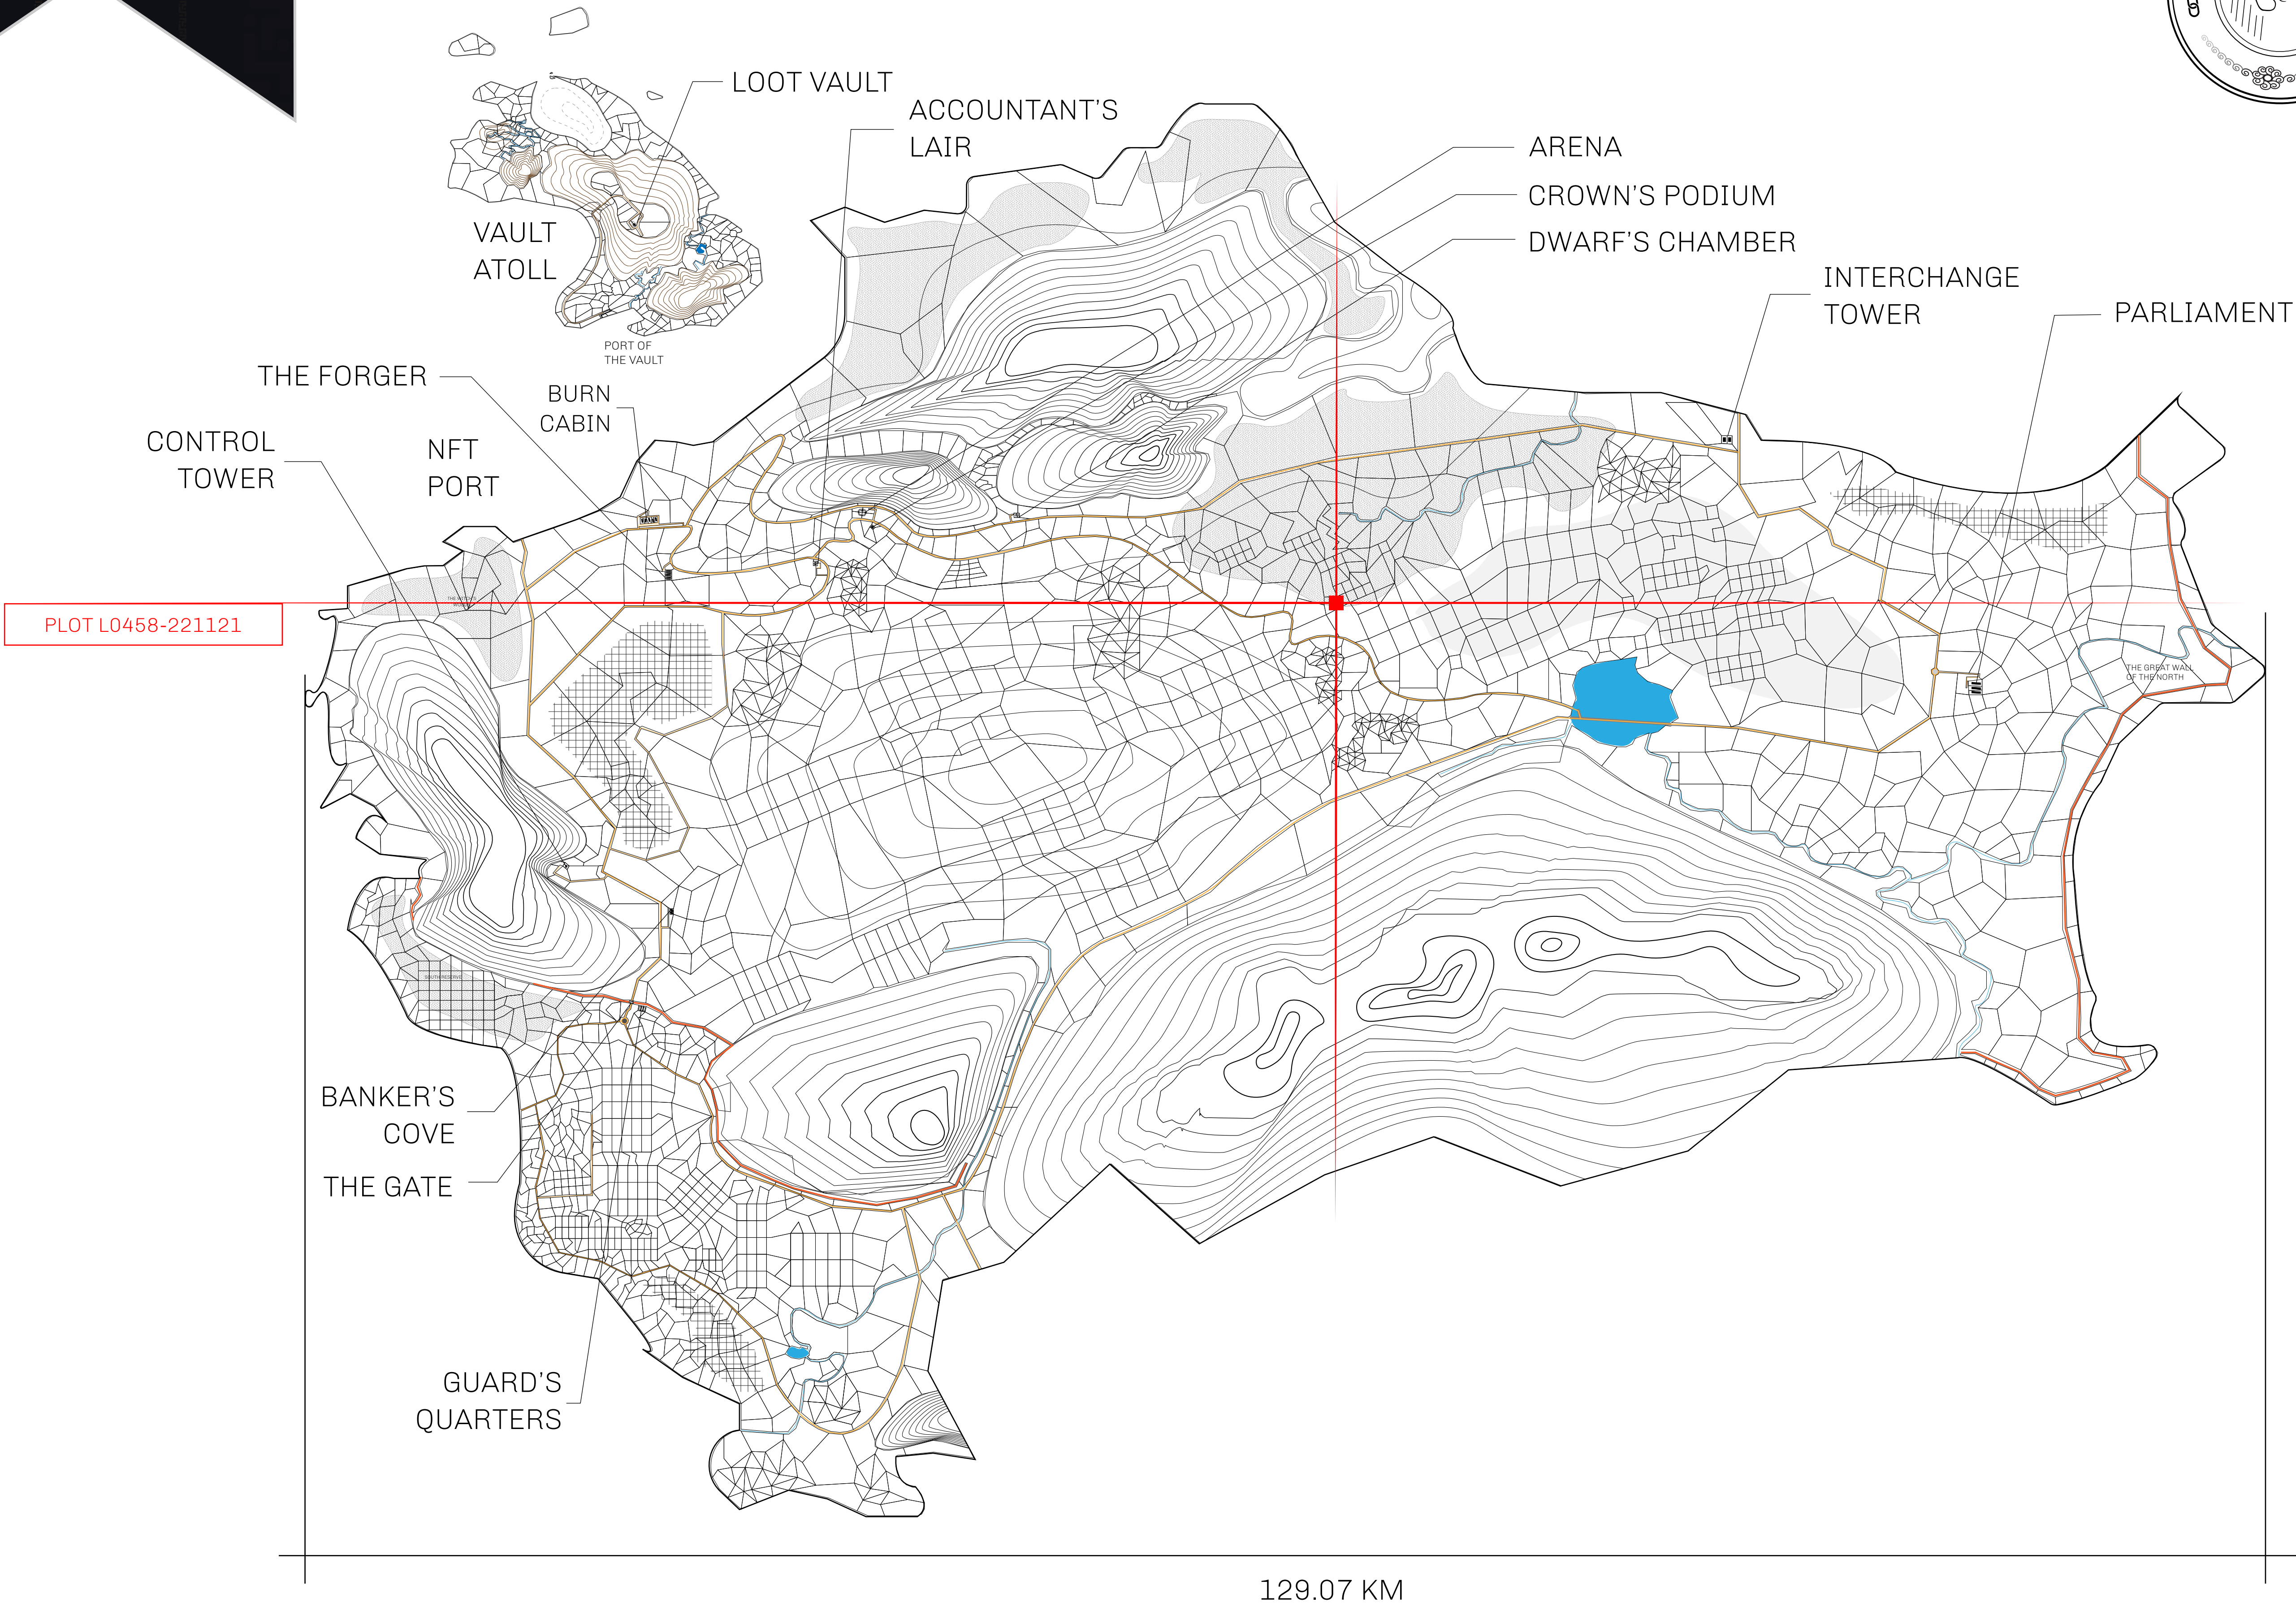 LOOT VAULT
ACCOUNTANT'S
LAIR
ARENA
CROWN'S PODIUM
DWARF'S CHAMBER
VAULT
ATOLL
INTERCHANGE
TOWER
PARLIAMENT
PORT OF
THE VAULT
THE FORGER
BURN
CABIN
CONTROL
TOWER
NFT
PORT
PLOT L0458-221121
THE GREAT WALL
OF THE NORTH
SOUTH RESERVE
BANKER'S
COVE
THE GATE
GUARD'S
QUARTERS
129.07 KM